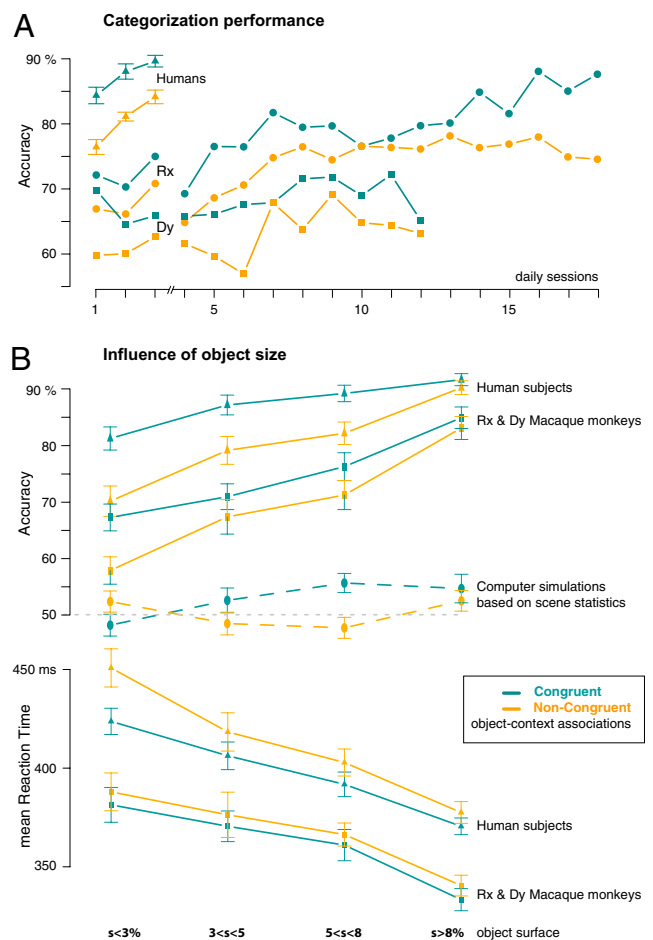 A
Categorization performance
90 %
80
70
60
Accuracy
Humans
Rx
Dy
daily sessions
1
5
10
15
B
Influence of object size
90 %
80
70
60
50
Accuracy
Human subjects
Rx & Dy Macaque monkeys
Computer simulations
based on scene statistics
450 ms
400
350
mean Reaction Time
Congruent
Non-Congruent
object-context associations
Human subjects
Rx & Dy Macaque monkeys
s<3%
3<s<5
5<s<8
s>8%
object surface